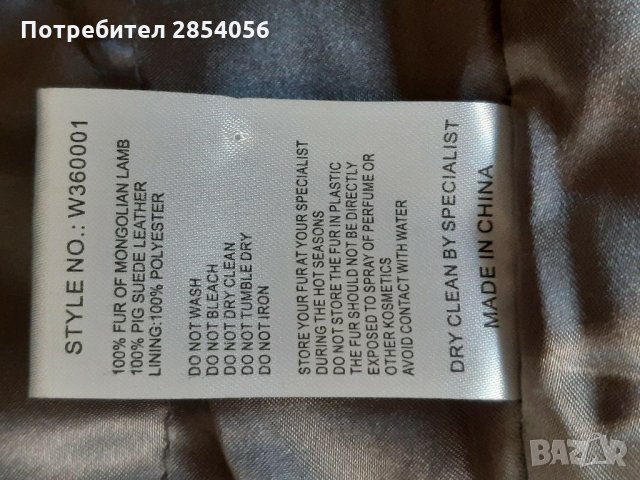 Потребител 2854056
STYLE NO.: W360001
100% FUR OF MONGOLIAN LAMB
100% PIG SUEDE LEATHER
LINING:100% POLYESTER
DO NOT WASH
DO NOT BLEACH
DO NOT DRY CLEAN
DO NOT TUMBLE DRY
DO NOT IRON
STORE YOUR FUR AT YOUR SPECIALIST
DURING THE HOT SEASONS
DO NOT STORE THE FUR IN PLASTIC
THE FUR SHOULD NOT BE DIRECTLY
EXPOSED TO SPRAY OF PERFUME OR
OTHER KOSMETICS
AVOID CONTACT WITH WATER
DRY CLEAN BY SPECIALIST
MADE IN CHINA
BAZAR